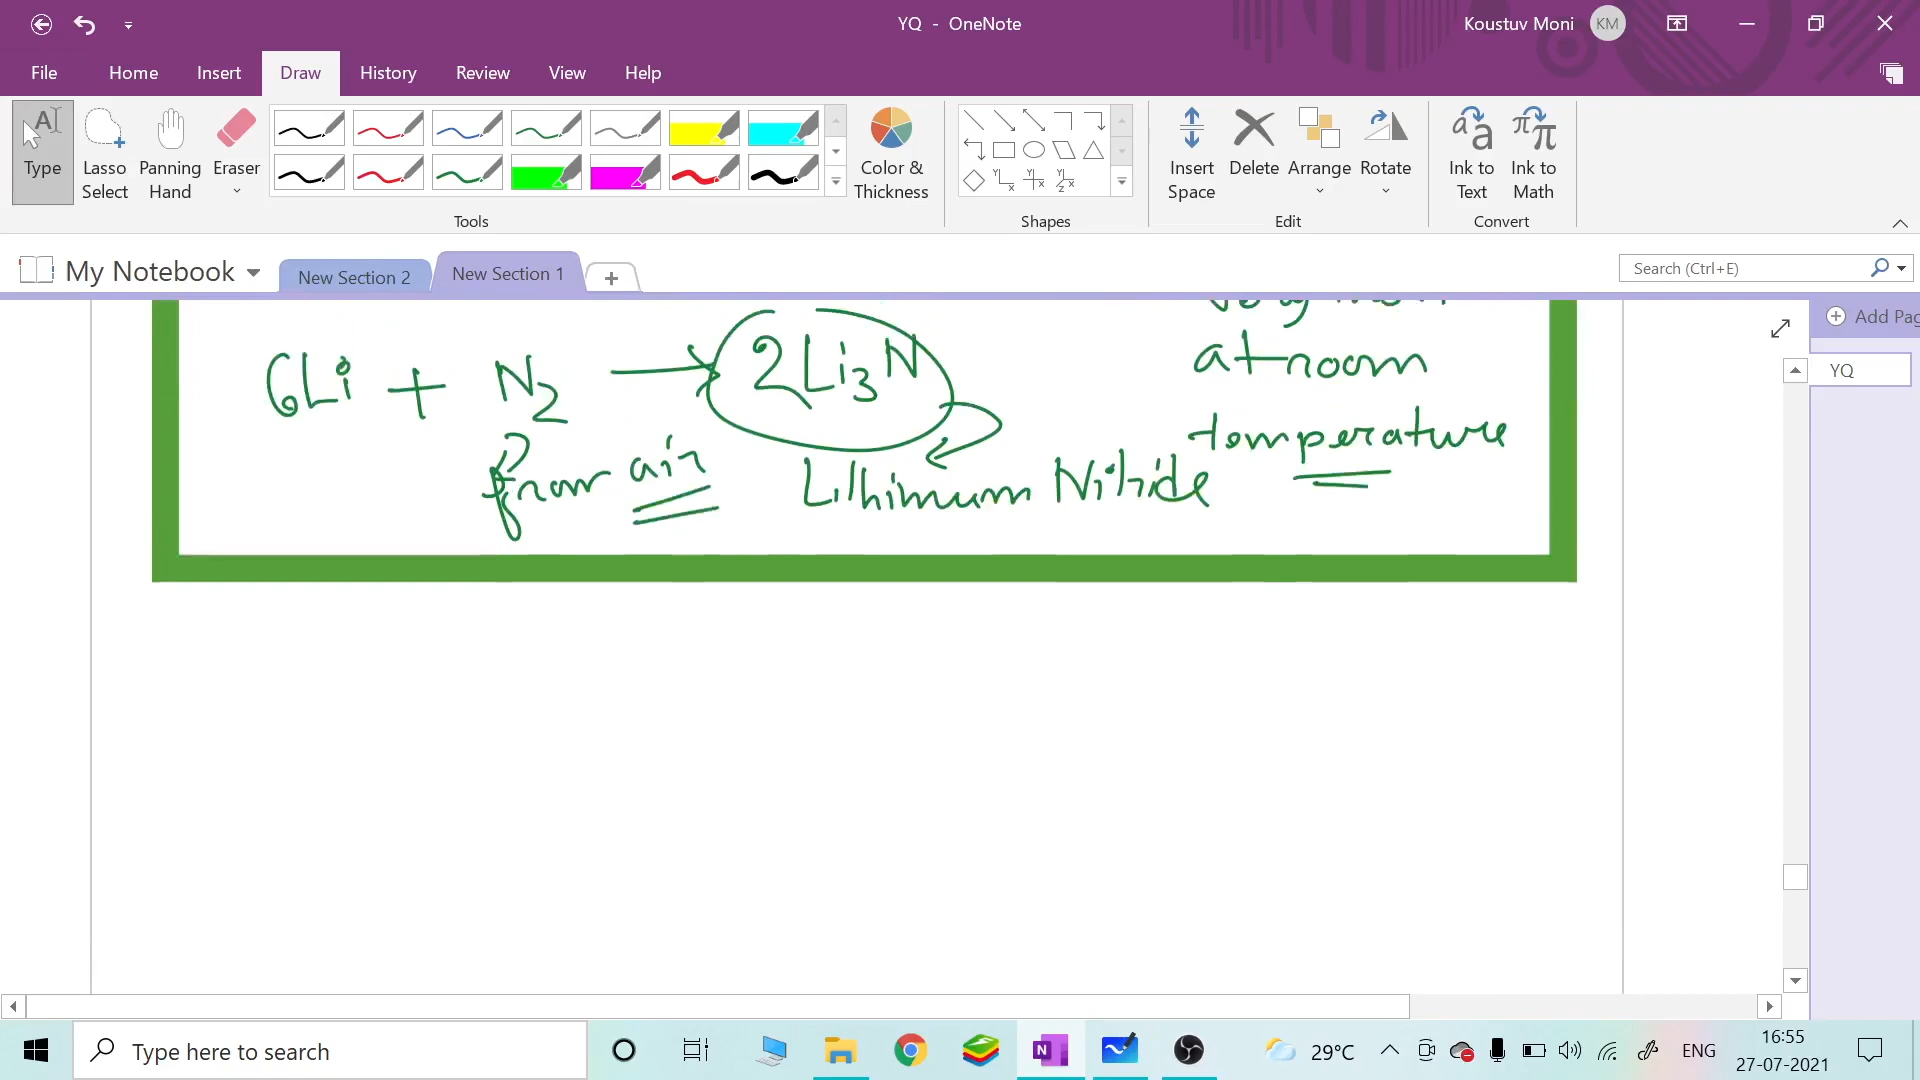 YQ - OneNote
Koustuv Moni KM
File Home Insert Draw History Review View Help
Type
Lasso Select
Panning Hand
Eraser
Color & Thickness
Insert Space
Delete
Arrange
Rotate
Ink to Text
Ink to Math
Tools
Shapes
Edit
Convert
My Notebook
New Section 2
New Section 1
Search (Ctrl+E)
Add Pag
YQ
6Li + N2 → 2Li3N
at room
temperature
from air
Lithimum Nitride
Type here to search
29°C
ENG
16:55
27-07-2021